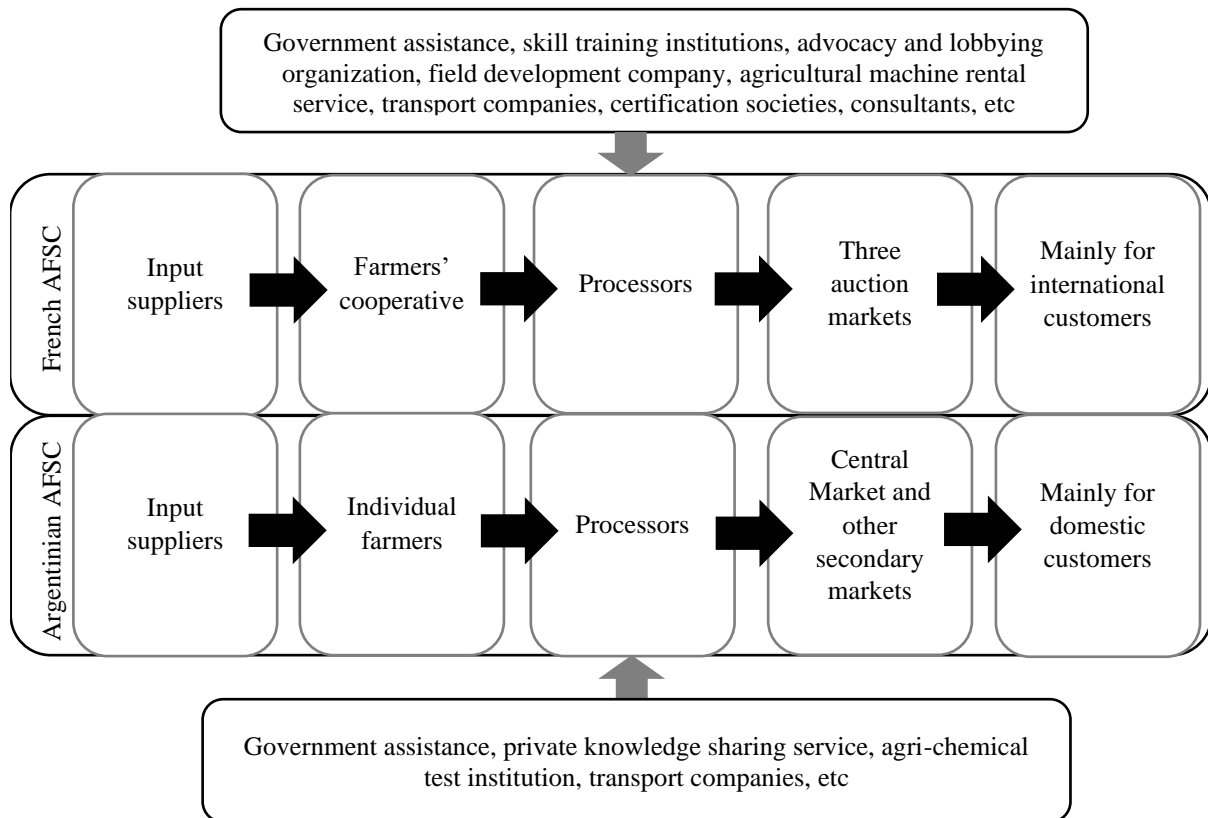 Government assistance, skill training institutions, advocacy and lobbying
organization, field development company, agricultural machine rental
service, transport companies, certification societies, consultants, etc
French AFSC
Input
suppliers
Farmers’
cooperative
Processors
Three
auction
markets
Mainly for
international
customers
Argentinian AFSC
Input
suppliers
Individual
farmers
Processors
Central
Market and
other
secondary
markets
Mainly for
domestic
customers
Government assistance, private knowledge sharing service, agri-chemical
test institution, transport companies, etc